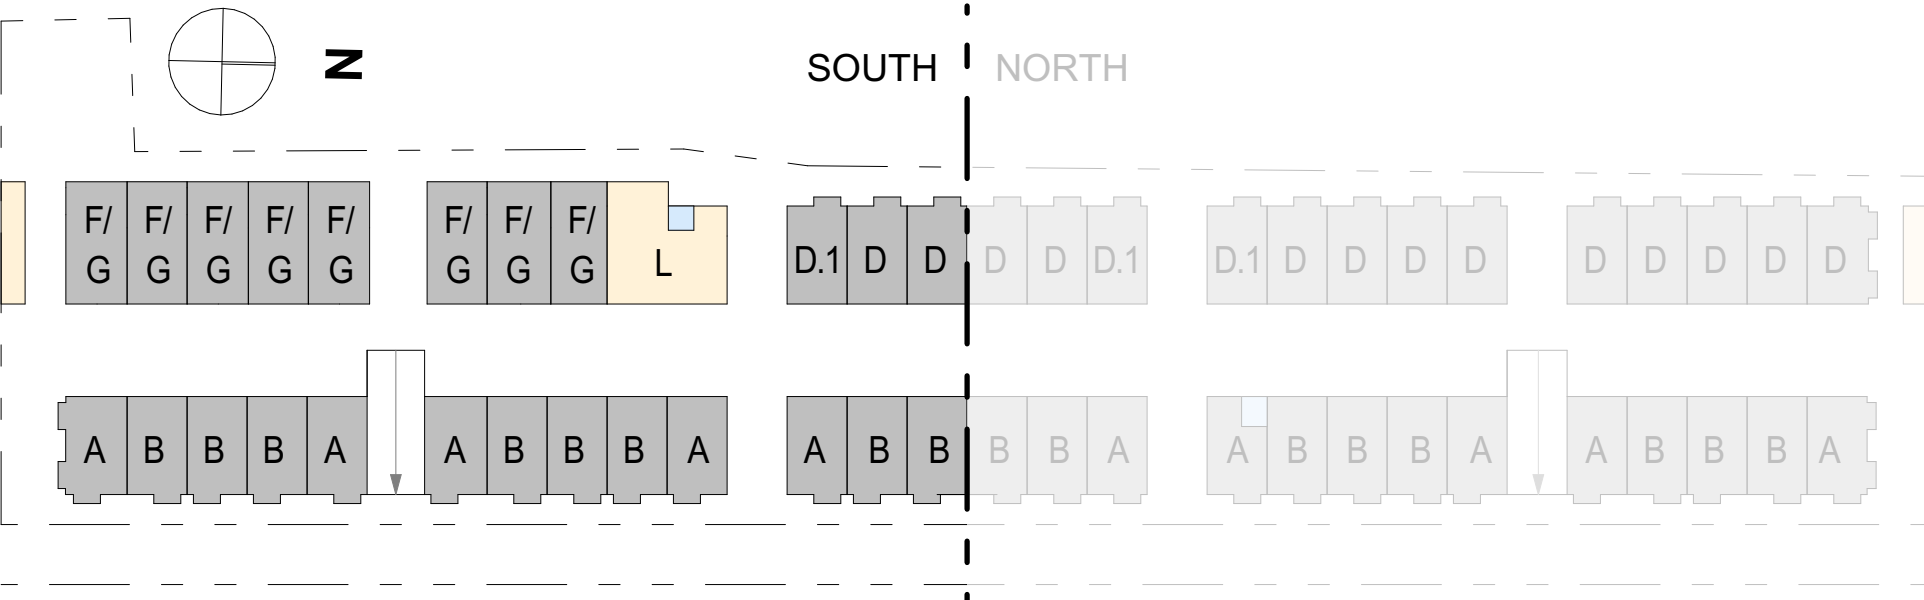 N
SOUTH NORTH
F/ F/ F/ F/ F/ F/ F/ F/
G G G G G G G G L D.1 D D D D D.1 D.1 D D D D D D D D D
A B B B A A B B B A A B B B B A A B B B A A B B B A